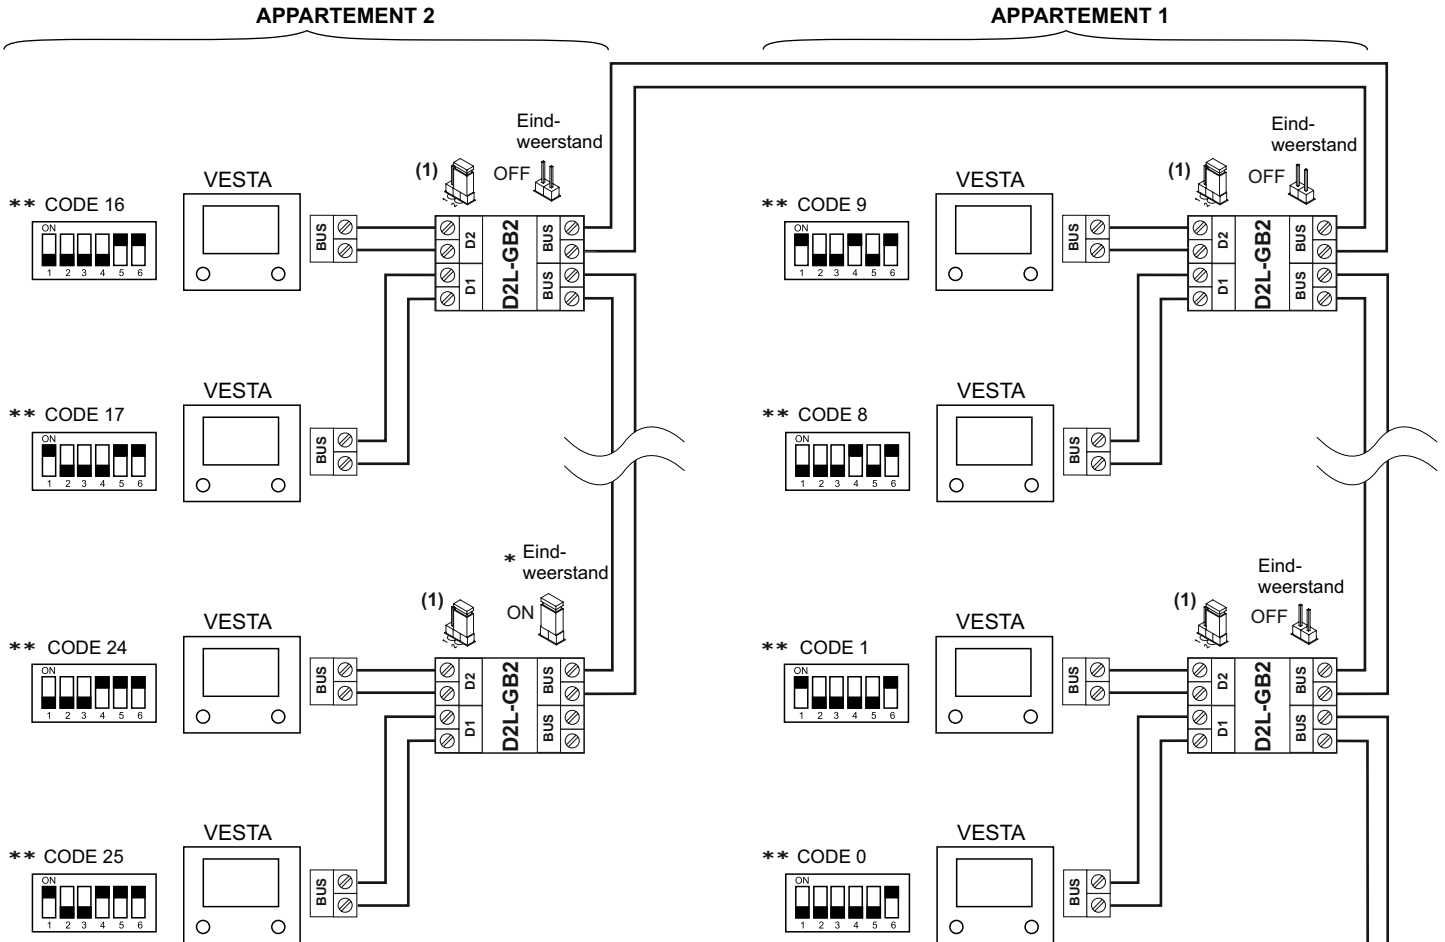 APPARTEMENT 2
APPARTEMENT 1
Eind-
weerstand
(1)
OFF
VESTA
** CODE 16
ON
1 2 3 4 5 6
BUS
D2
D1
D2L-GB2
BUS
BUS
VESTA
** CODE 17
ON
1 2 3 4 5 6
BUS
* Eind-
weerstand
(1)
ON
VESTA
** CODE 24
ON
1 2 3 4 5 6
BUS
D2
D1
D2L-GB2
BUS
BUS
VESTA
** CODE 25
ON
1 2 3 4 5 6
BUS
Eind-
weerstand
(1)
OFF
VESTA
** CODE 9
ON
1 2 3 4 5 6
BUS
D2
D1
D2L-GB2
BUS
BUS
VESTA
** CODE 8
ON
1 2 3 4 5 6
BUS
Eind-
weerstand
(1)
OFF
VESTA
** CODE 1
ON
1 2 3 4 5 6
BUS
D2
D1
D2L-GB2
BUS
BUS
VESTA
** CODE 0
ON
1 2 3 4 5 6
BUS